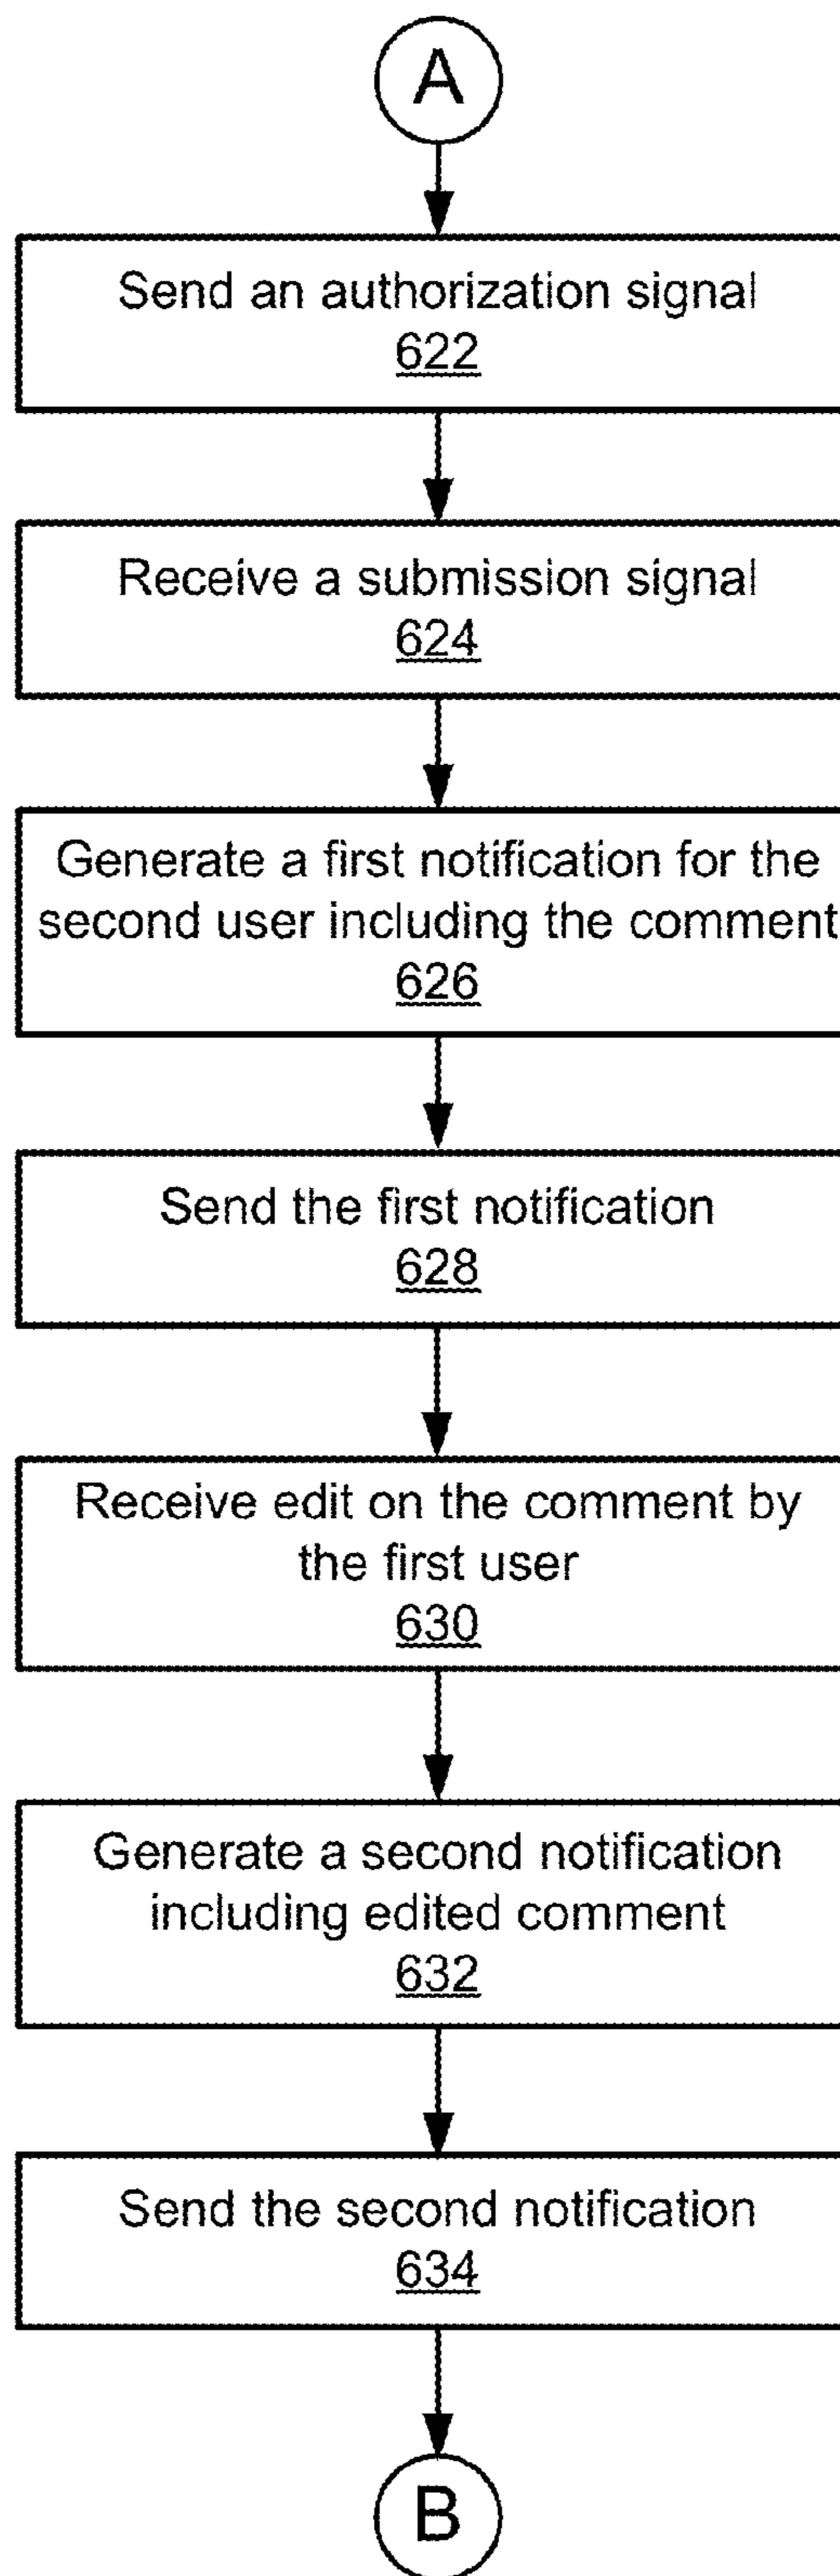 A
Send an authorization signal
622
Receive a submission signal
624
Generate a first notification for the
second user including the comment
626
Send the first notification
628
Receive edit on the comment by
the first user
630
Generate a second notification
including edited comment
632
Send the second notification
634
B